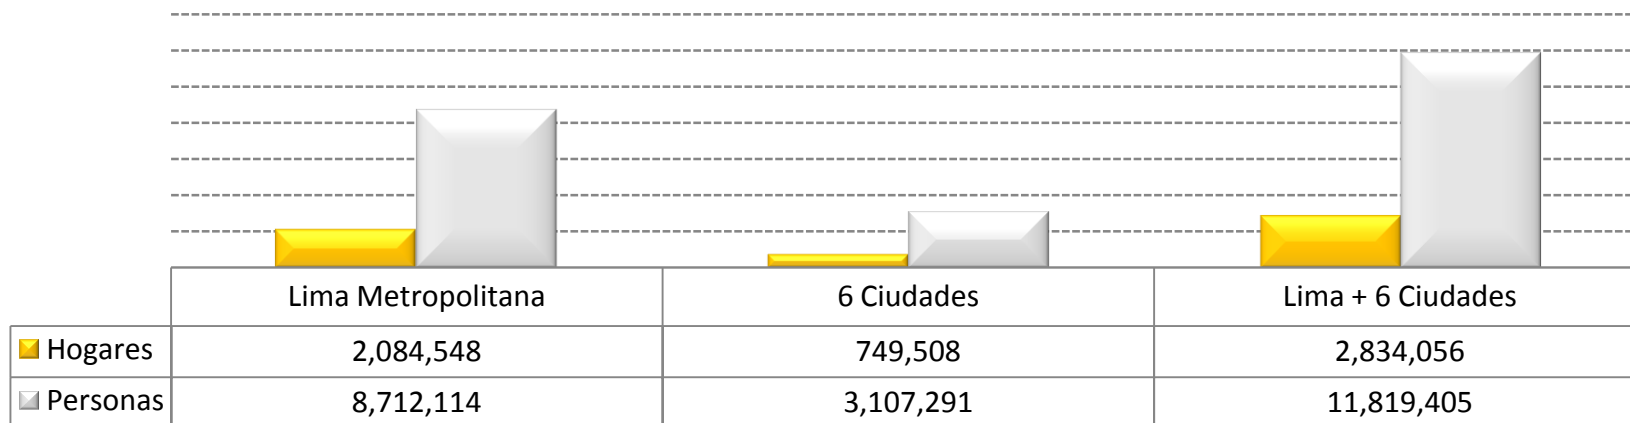 Lima Metropolitana 6 Ciudades Lima + 6 Ciudades
Hogares 2,084,548 749,508 2,834,056
Personas 8,712,114 3,107,291 11,819,405